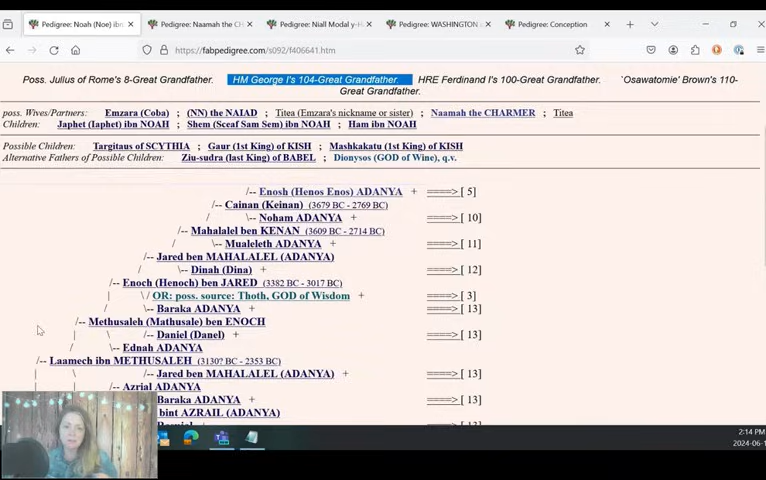 Pedigree: Noah (Noe) ibn Pedigree: Naamah the CH Pedigree: Niall Modal y-H Pedigree: WASHINGTON Pedigree: Conception
https://fabpedigree.com/s092/f406641.htm
Poss. Julius of Rome's 8-Great Grandfather. HM George I's 104-Great Grandfather. HRE Ferdinand I's 100-Great Grandfather. `Osawatomie' Brown's 110-
Great Grandfather.
poss. Wives/Partners: Emzara (Coba) ; (NN) the NAIAD ; Titea (Emzara's nickname or sister) ; Naamah the CHARMER ; Titea
Children: Japhet (Iaphet) ibn NOAH ; Shem (Sceaf Sam Sem) ibn NOAH ; Ham ibn NOAH
Possible Children: Targitaus of SCYTHIA ; Gaur (1st King) of KISH ; Mashkakatu (1st King) of KISH
Alternative Fathers of Possible Children: Ziu-sudra (last King) of BABEL ; Dionysos (GOD of Wine), q.v.
/-- Enosh (Henos Enos) ADANYA + ====> [ 5]
/-- Cainan (Keinan) (3679 BC - 2769 BC)
/ \-- Noham ADANYA + ====> [ 10]
/-- Mahalalel ben KENAN (3609 BC - 2714 BC)
/ \-- Mualeleth ADANYA + ====> [ 11]
/-- Jared ben MAHALALEL (ADANYA)
/ \-- Dinah (Dina) + ====> [ 12]
/-- Enoch (Henoch) ben JARED (3382 BC - 3017 BC)
| \/ OR: poss. source: Thoth, GOD of Wisdom + ====> [ 3]
/ \-- Baraka ADANYA + ====> [ 13]
/-- Methusaleh (Mathusale) ben ENOCH
| \ /-- Daniel (Danel) + ====> [ 13]
/ \-- Ednah ADANYA
/-- Laamech ibn METHUSALEH (3130? BC - 2353 BC)
| \ /-- Jared ben MAHALALEL (ADANYA) + ====> [ 13]
| | /-- Azrial ADANYA
Baraka ADANYA + ====> [ 13]
bint AZRAIL (ADANYA)
2:14 PM